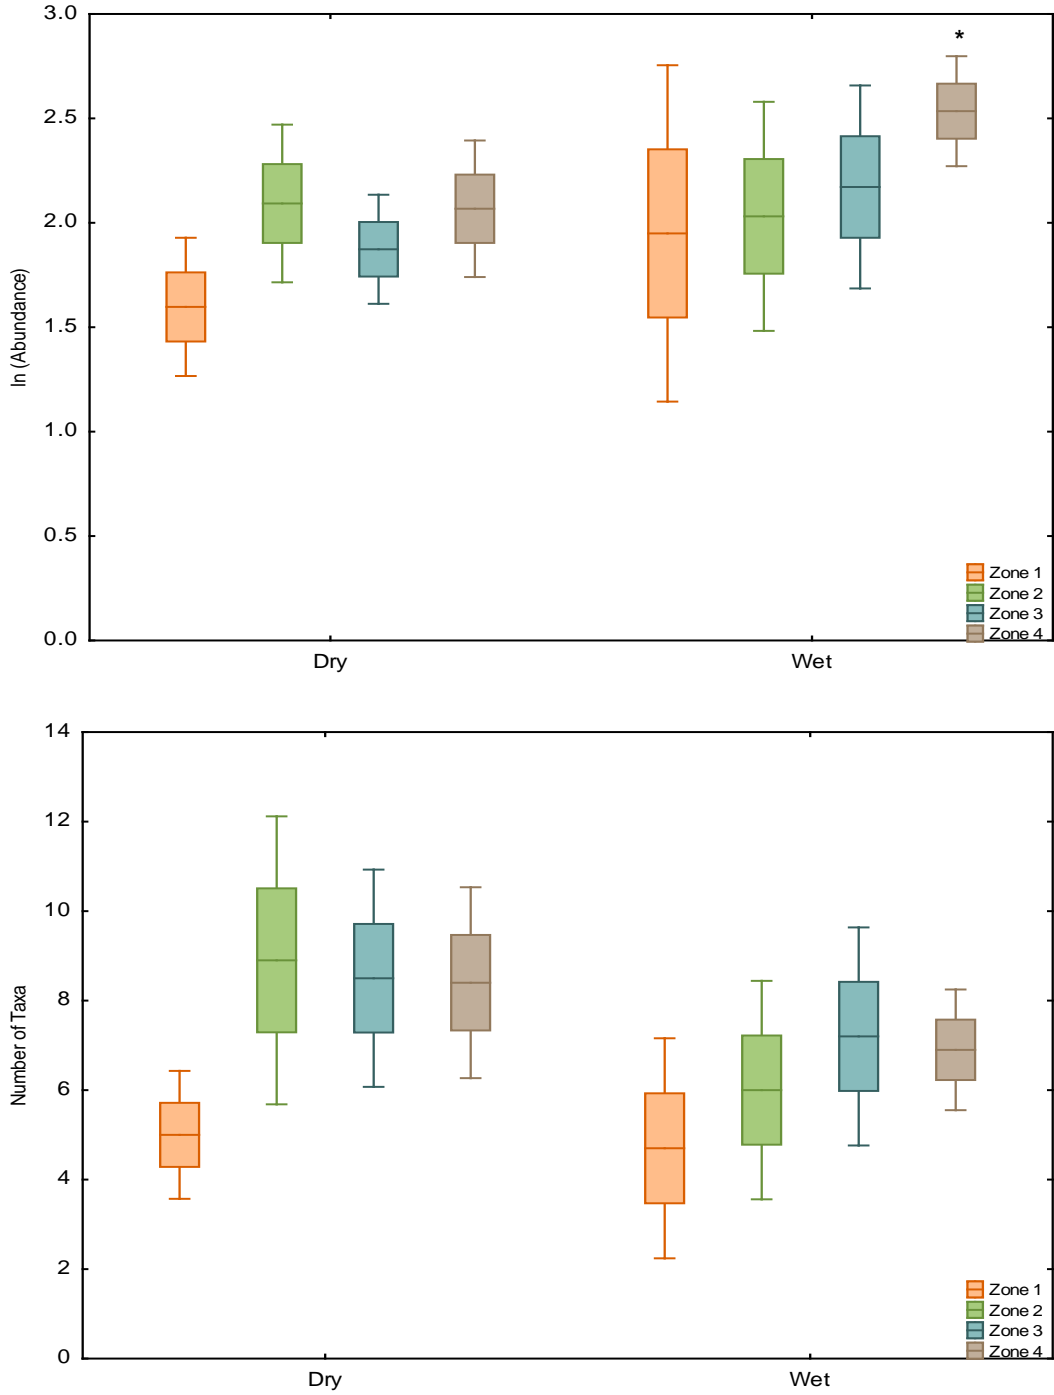 3.0
*
2.5
2.0
1.5
1.0
0.5
0.0
ln (Abundance)
Zone 1
Zone 2
Zone 3
Zone 4
Dry
Wet
14
12
10
8
6
4
2
0
Number of Taxa
Zone 1
Zone 2
Zone 3
Zone 4
Dry
Wet